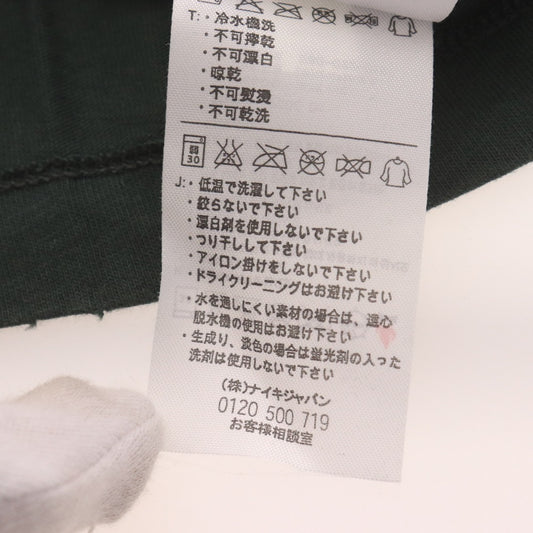 T: ・冷水機洗
・不可擰乾
・不可漂白
・晾乾
・不可熨燙
・不可乾洗
弱
30
J: ・低温で洗濯して下さい
・絞らないで下さい
・漂白剤を使用しないで下さい
・つり干しして下さい
・アイロン掛けをしないで下さい
・ドライクリーニングはお避け下さい
・水を通しにくい素材の場合は、遠心
脱水機の使用はお避け下さい
・生成り、淡色の場合は蛍光剤の入った
洗剤は使用しないで下さい
(株)ナイキジャパン
0120 500 719
お客様相談室